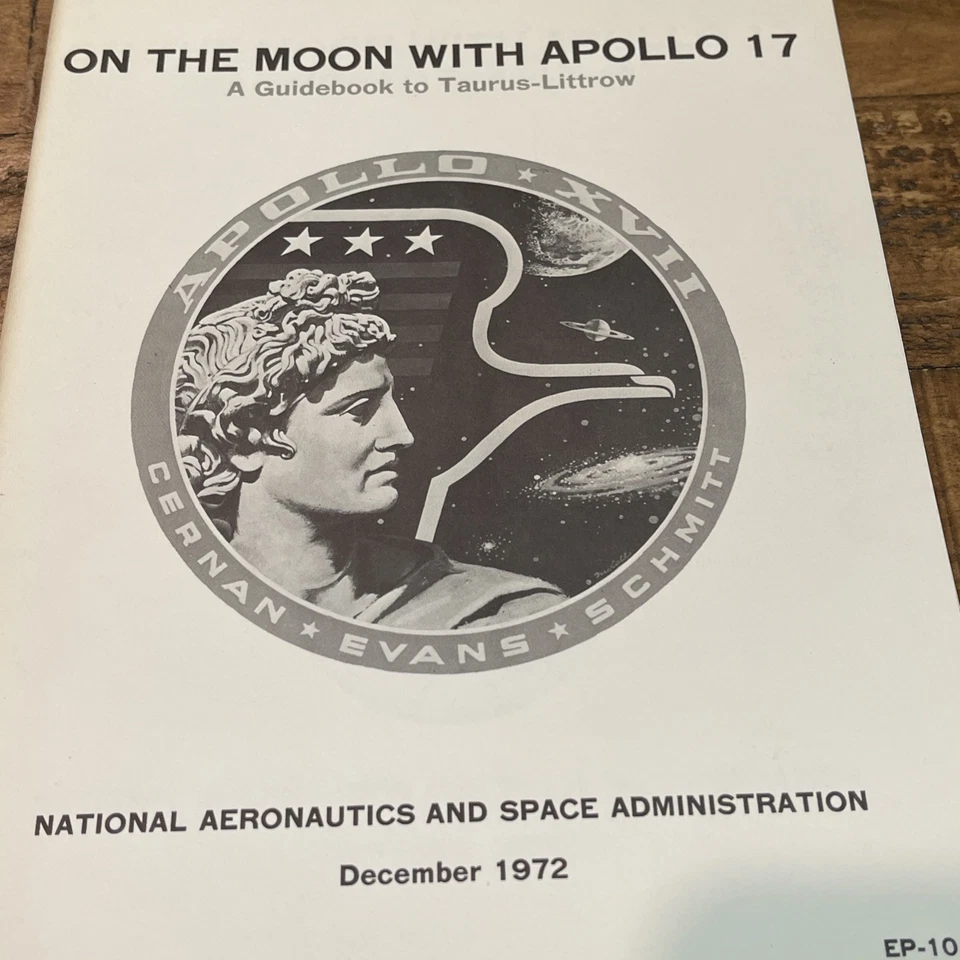 ON THE MOON WITH APOLLO 17
A Guidebook to Taurus-Littrow
APOLLO ★ XVII
CERNAN ★ EVANS ★ SCHMITT
NATIONAL AERONAUTICS AND SPACE ADMINISTRATION
December 1972
EP-10